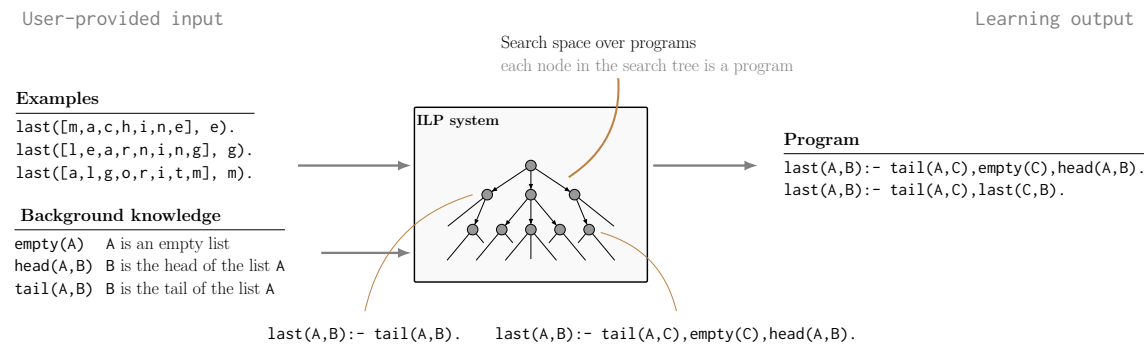 User-provided input
Learning output
Search space over programs
each node in the search tree is a program
Examples
last([m,a,c,h,i,n,e], e).
last([l,e,a,r,n,i,n,g], g).
last([a,l,g,o,r,i,t,m], m).
Background knowledge
empty(A) A is an empty list
head(A,B) B is the head of the list A
tail(A,B) B is the tail of the list A
ILP system
Program
last(A,B):- tail(A,C),empty(C),head(A,B).
last(A,B):- tail(A,C),last(C,B).
last(A,B):- tail(A,B).
last(A,B):- tail(A,C),empty(C),head(A,B).